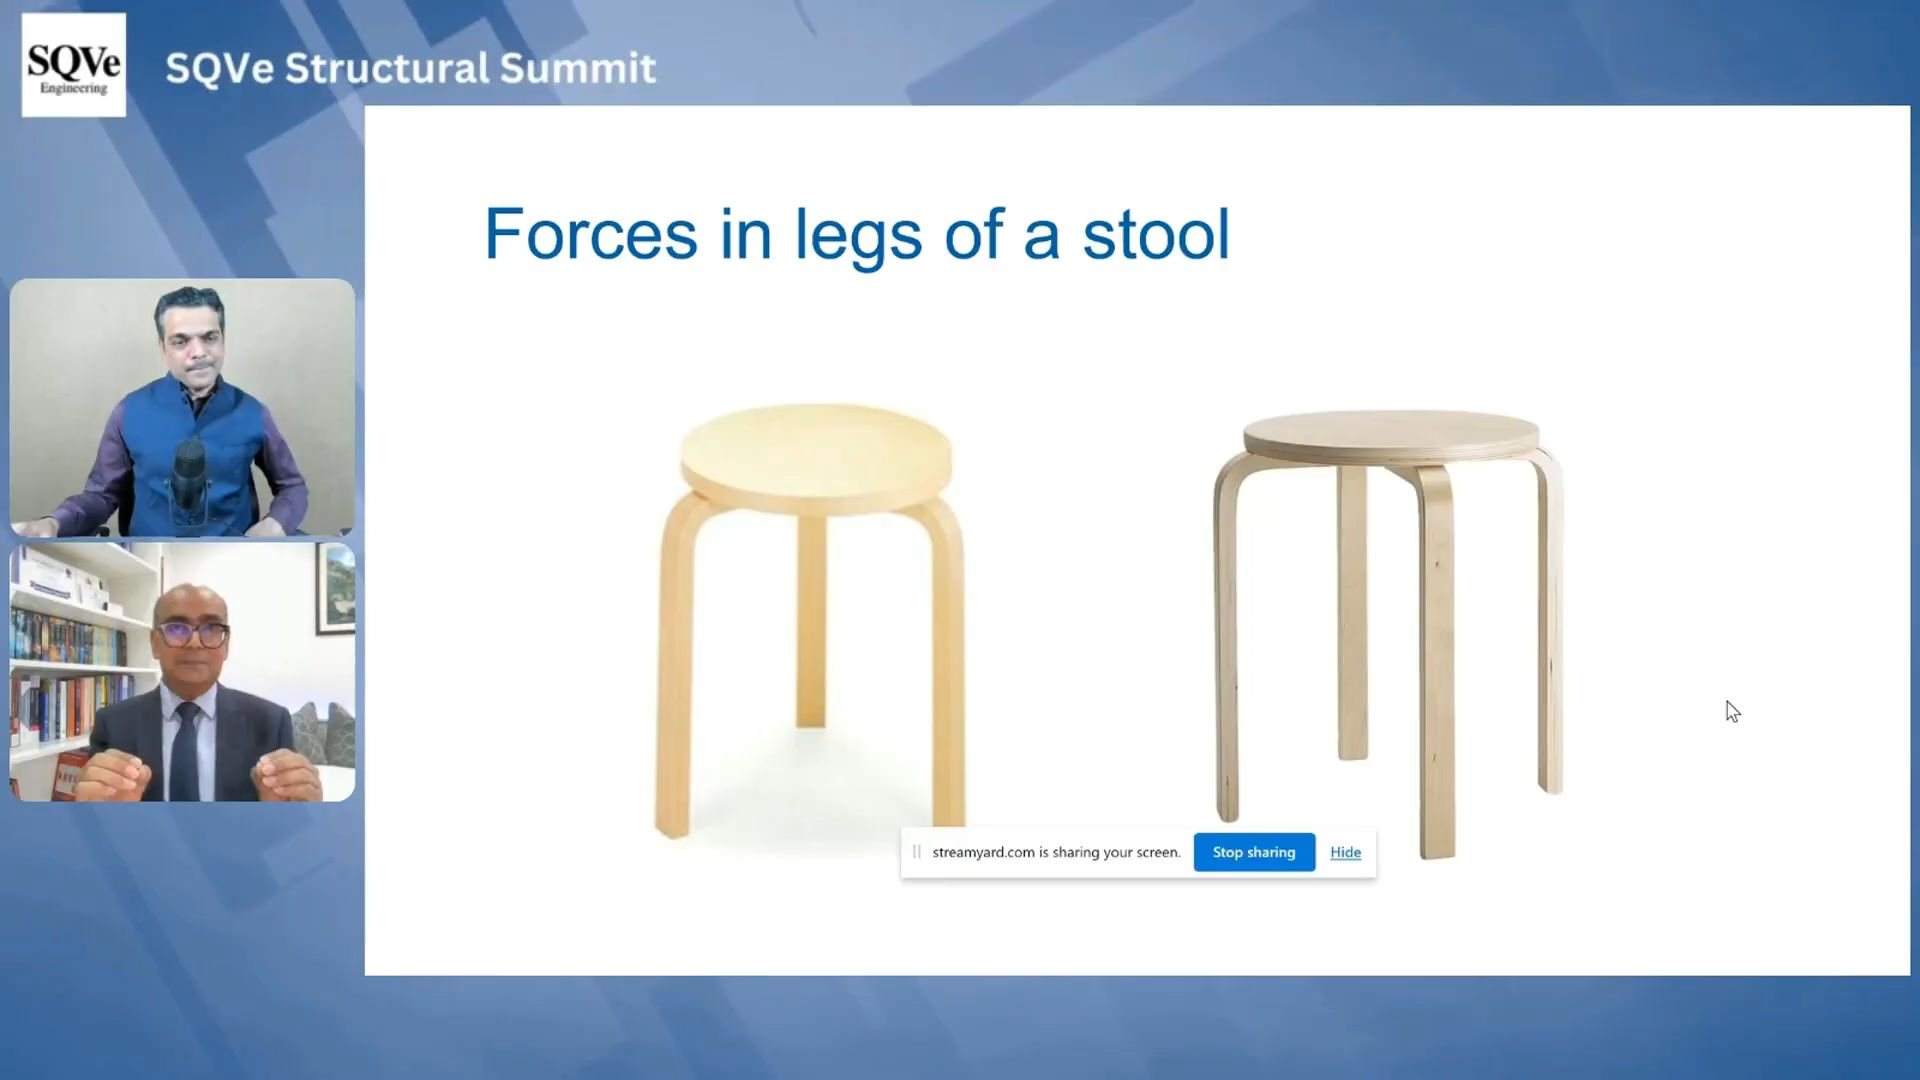 SQVe
Engineering
SQVe Structural Summit
Forces in legs of a stool
streamyard.com is sharing your screen.
Stop sharing
Hide